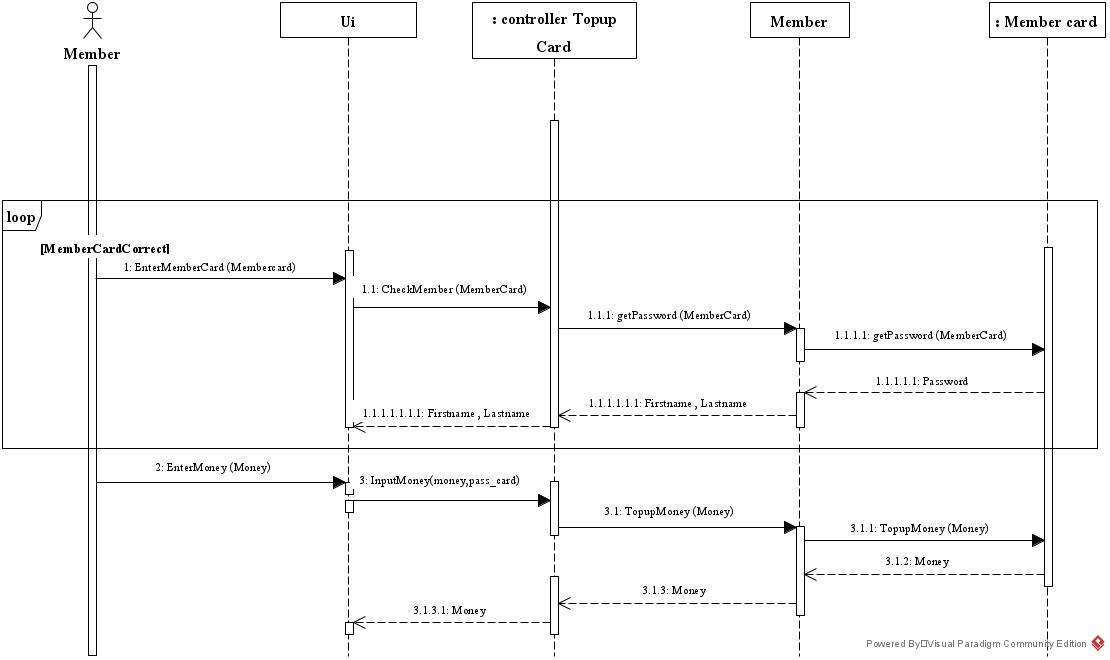 Member
Ui
: controller Topup
Card
Member
: Member card
loop
[MemberCardCorrect]
1: EnterMemberCard (Membercard)
1.1: CheckMember (MemberCard)
1.1.1: getPassword (MemberCard)
1.1.1.1: getPassword (MemberCard)
1.1.1.1.1: Password
1.1.1.1.1.1: Firstname , Lastname
1.1.1.1.1.1.1: Firstname , Lastname
2: EnterMoney (Money)
3: InputMoney(money,pass_card)
3.1: TopupMoney (Money)
3.1.1: TopupMoney (Money)
3.1.2: Money
3.1.3: Money
3.1.3.1: Money
Powered By Visual Paradigm Community Edition